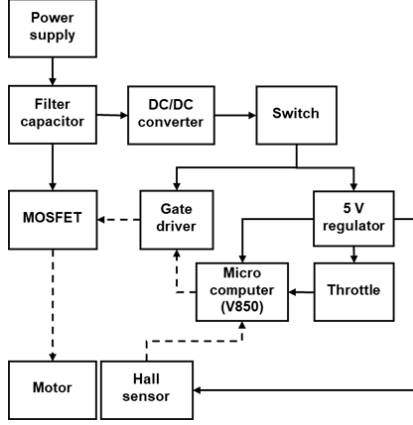 Power
supply
Filter
capacitor
DC/DC
converter
Switch
MOSFET
Gate
driver
5 V
regulator
Micro
computer
(V850)
Throttle
Motor
Hall
sensor